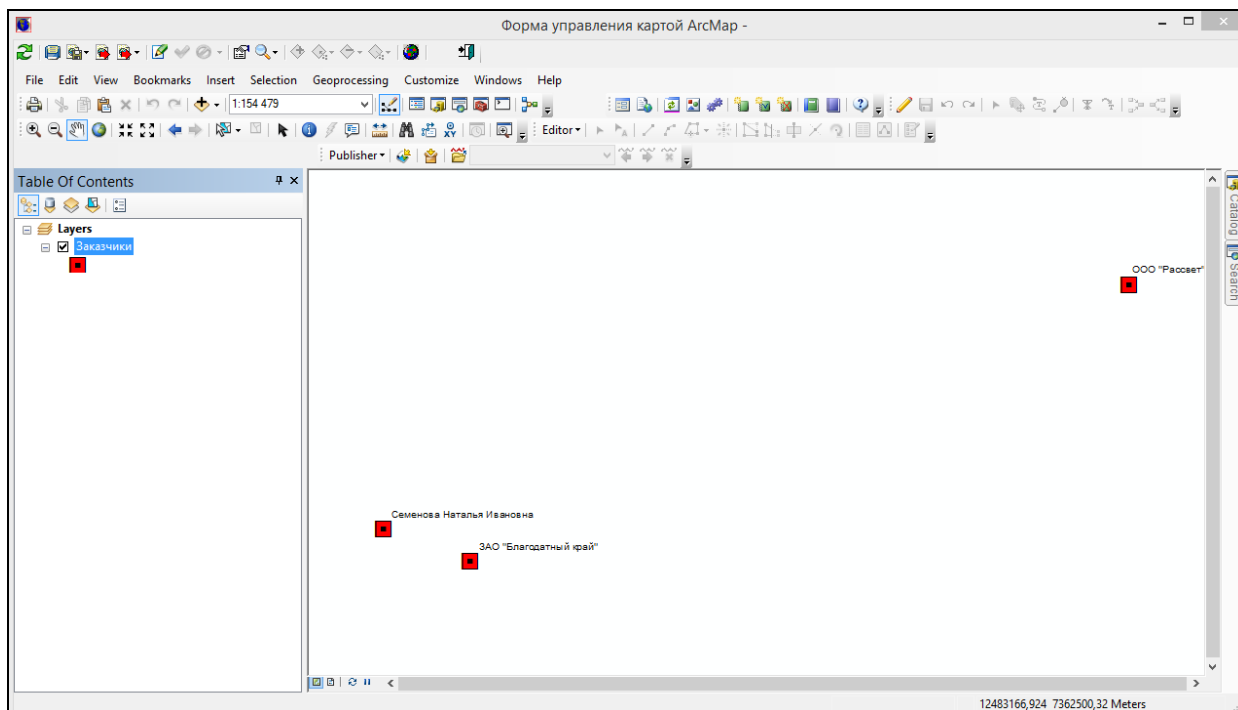 Форма управления картой ArcMap -
File Edit View Bookmarks Insert Selection Geoprocessing Customize Windows Help
1:154 479
Editor
Publisher
Table Of Contents
Layers
Заказчики
ООО "Рассвет"
Семенова Наталья Ивановна
ЗАО "Благодатный край"
Catalog
Search
12483166,924 7362500,32 Meters